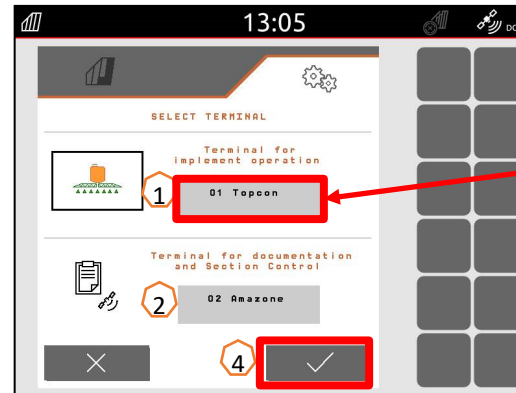 13:05
DC
SELECT TERMINAL
Terminal for
implement operation
1
01 Topcon
Terminal for documentation
and Section Control
2
02 Amazone
4